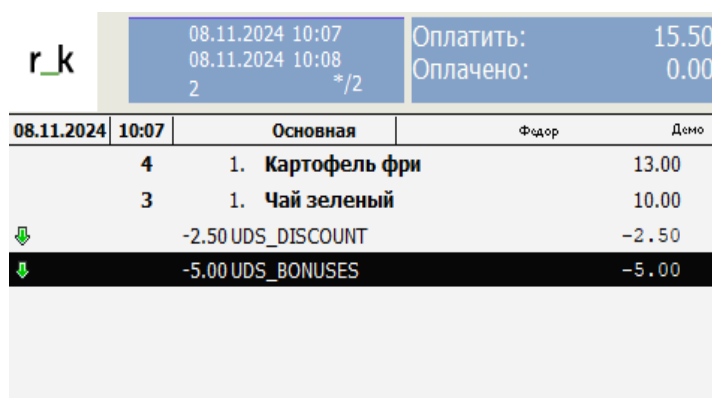 r_k
08.11.2024 10:07
08.11.2024 10:08
2 */2
Оплатить: 15.50
Оплачено: 0.00
08.11.2024 10:07 Основная Федор Демо
4 1. Картофель фри 13.00
3 1. Чай зеленый 10.00
-2.50 UDS_DISCOUNT -2.50
-5.00 UDS_BONUSES -5.00